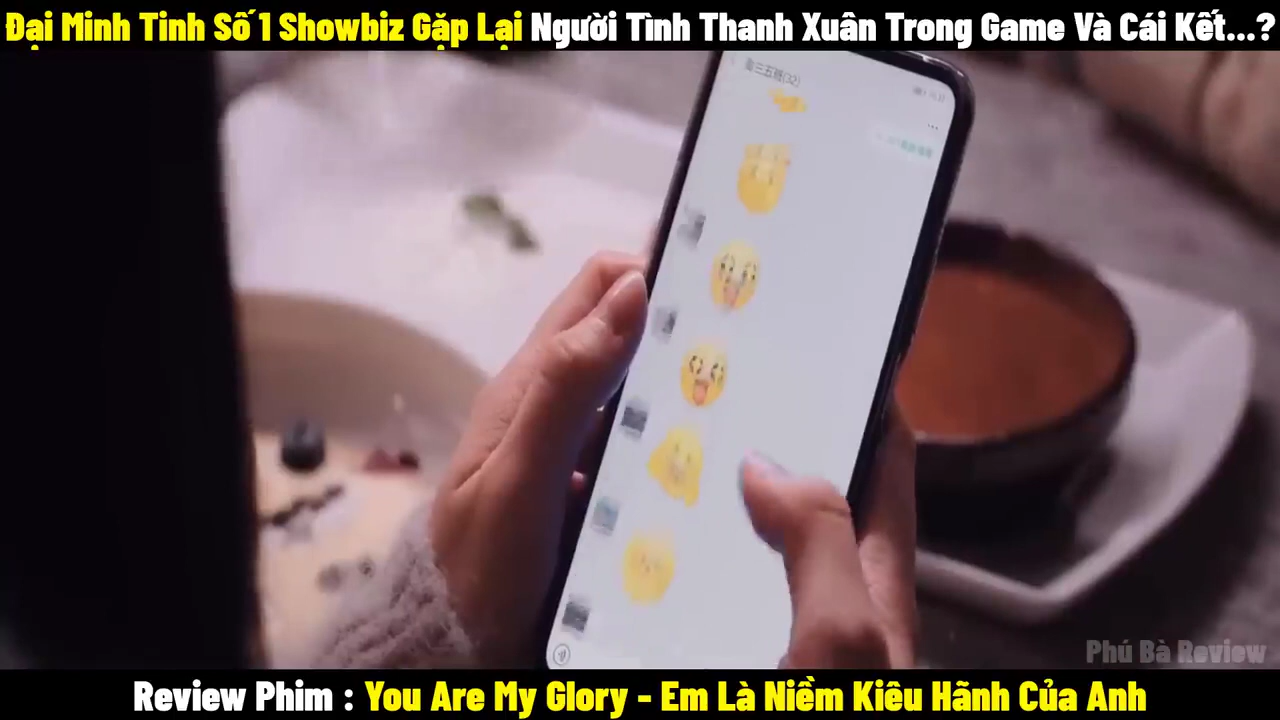 Đại Minh Tinh Số 1 Showbiz Gặp Lại Người Tình Thanh Xuân Trong Game Và Cái Kết...?
Phú Bà Review
Review Phim : You Are My Glory - Em Là Niềm Kiêu Hãnh Của Anh